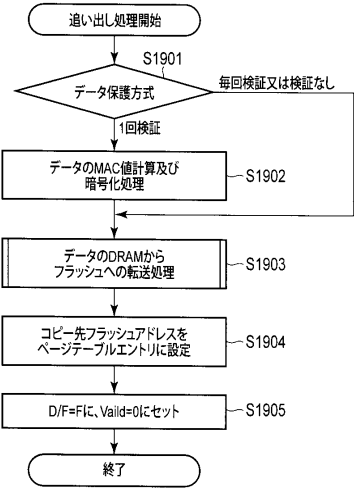 追い出し処理開始
S1901
データ保護方式
毎回検証又は検証なし
1回検証
データのMAC値計算及び
暗号化処理
S1902
データのDRAMから
フラッシュへの転送処理
S1903
コピー先フラッシュアドレスを
ページテーブルエントリに設定
S1904
D/F=Fに、Vaild=0にセット
S1905
終了